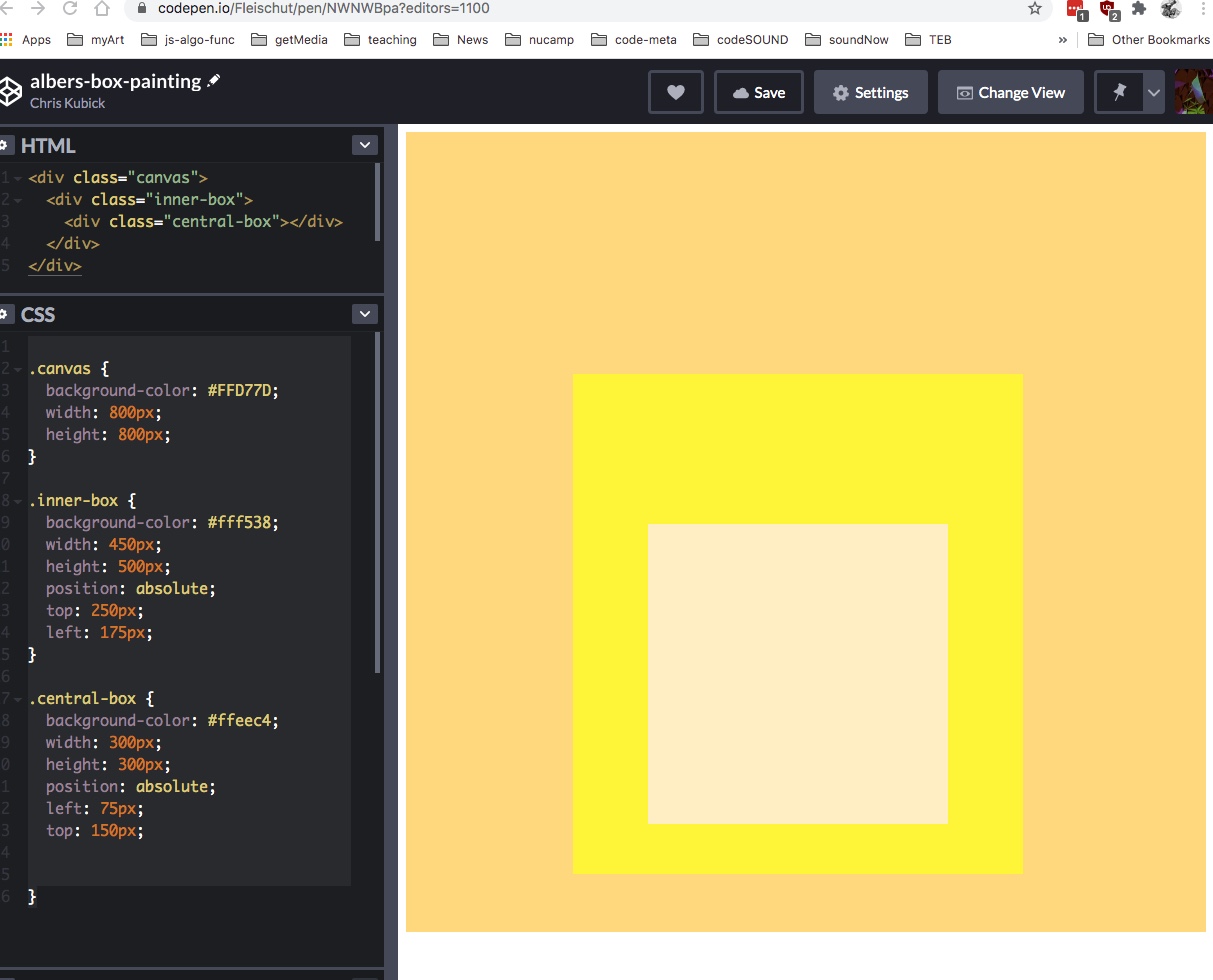 codepen.io/Fleischut/pen/NWNWBpa?editors=1100
1
2
Apps
myArt
js-algo-func
getMedia
teaching
News
nucamp
code-meta
codeSOUND
soundNow
TEB
»
Other Bookmarks
albers-box-painting
Chris Kubick
Save
Settings
Change View
HTML
1 <div class="canvas">
2 <div class="inner-box">
3 <div class="central-box"></div>
4 </div>
5 </div>
CSS
1
2 .canvas {
3 background-color: #FFD77D;
4 width: 800px;
5 height: 800px;
6 }
7
8 .inner-box {
9 background-color: #fff538;
0 width: 450px;
1 height: 500px;
2 position: absolute;
3 top: 250px;
4 left: 175px;
5 }
6
7 .central-box {
8 background-color: #ffeec4;
9 width: 300px;
0 height: 300px;
1 position: absolute;
2 left: 75px;
3 top: 150px;
4
5
6 }